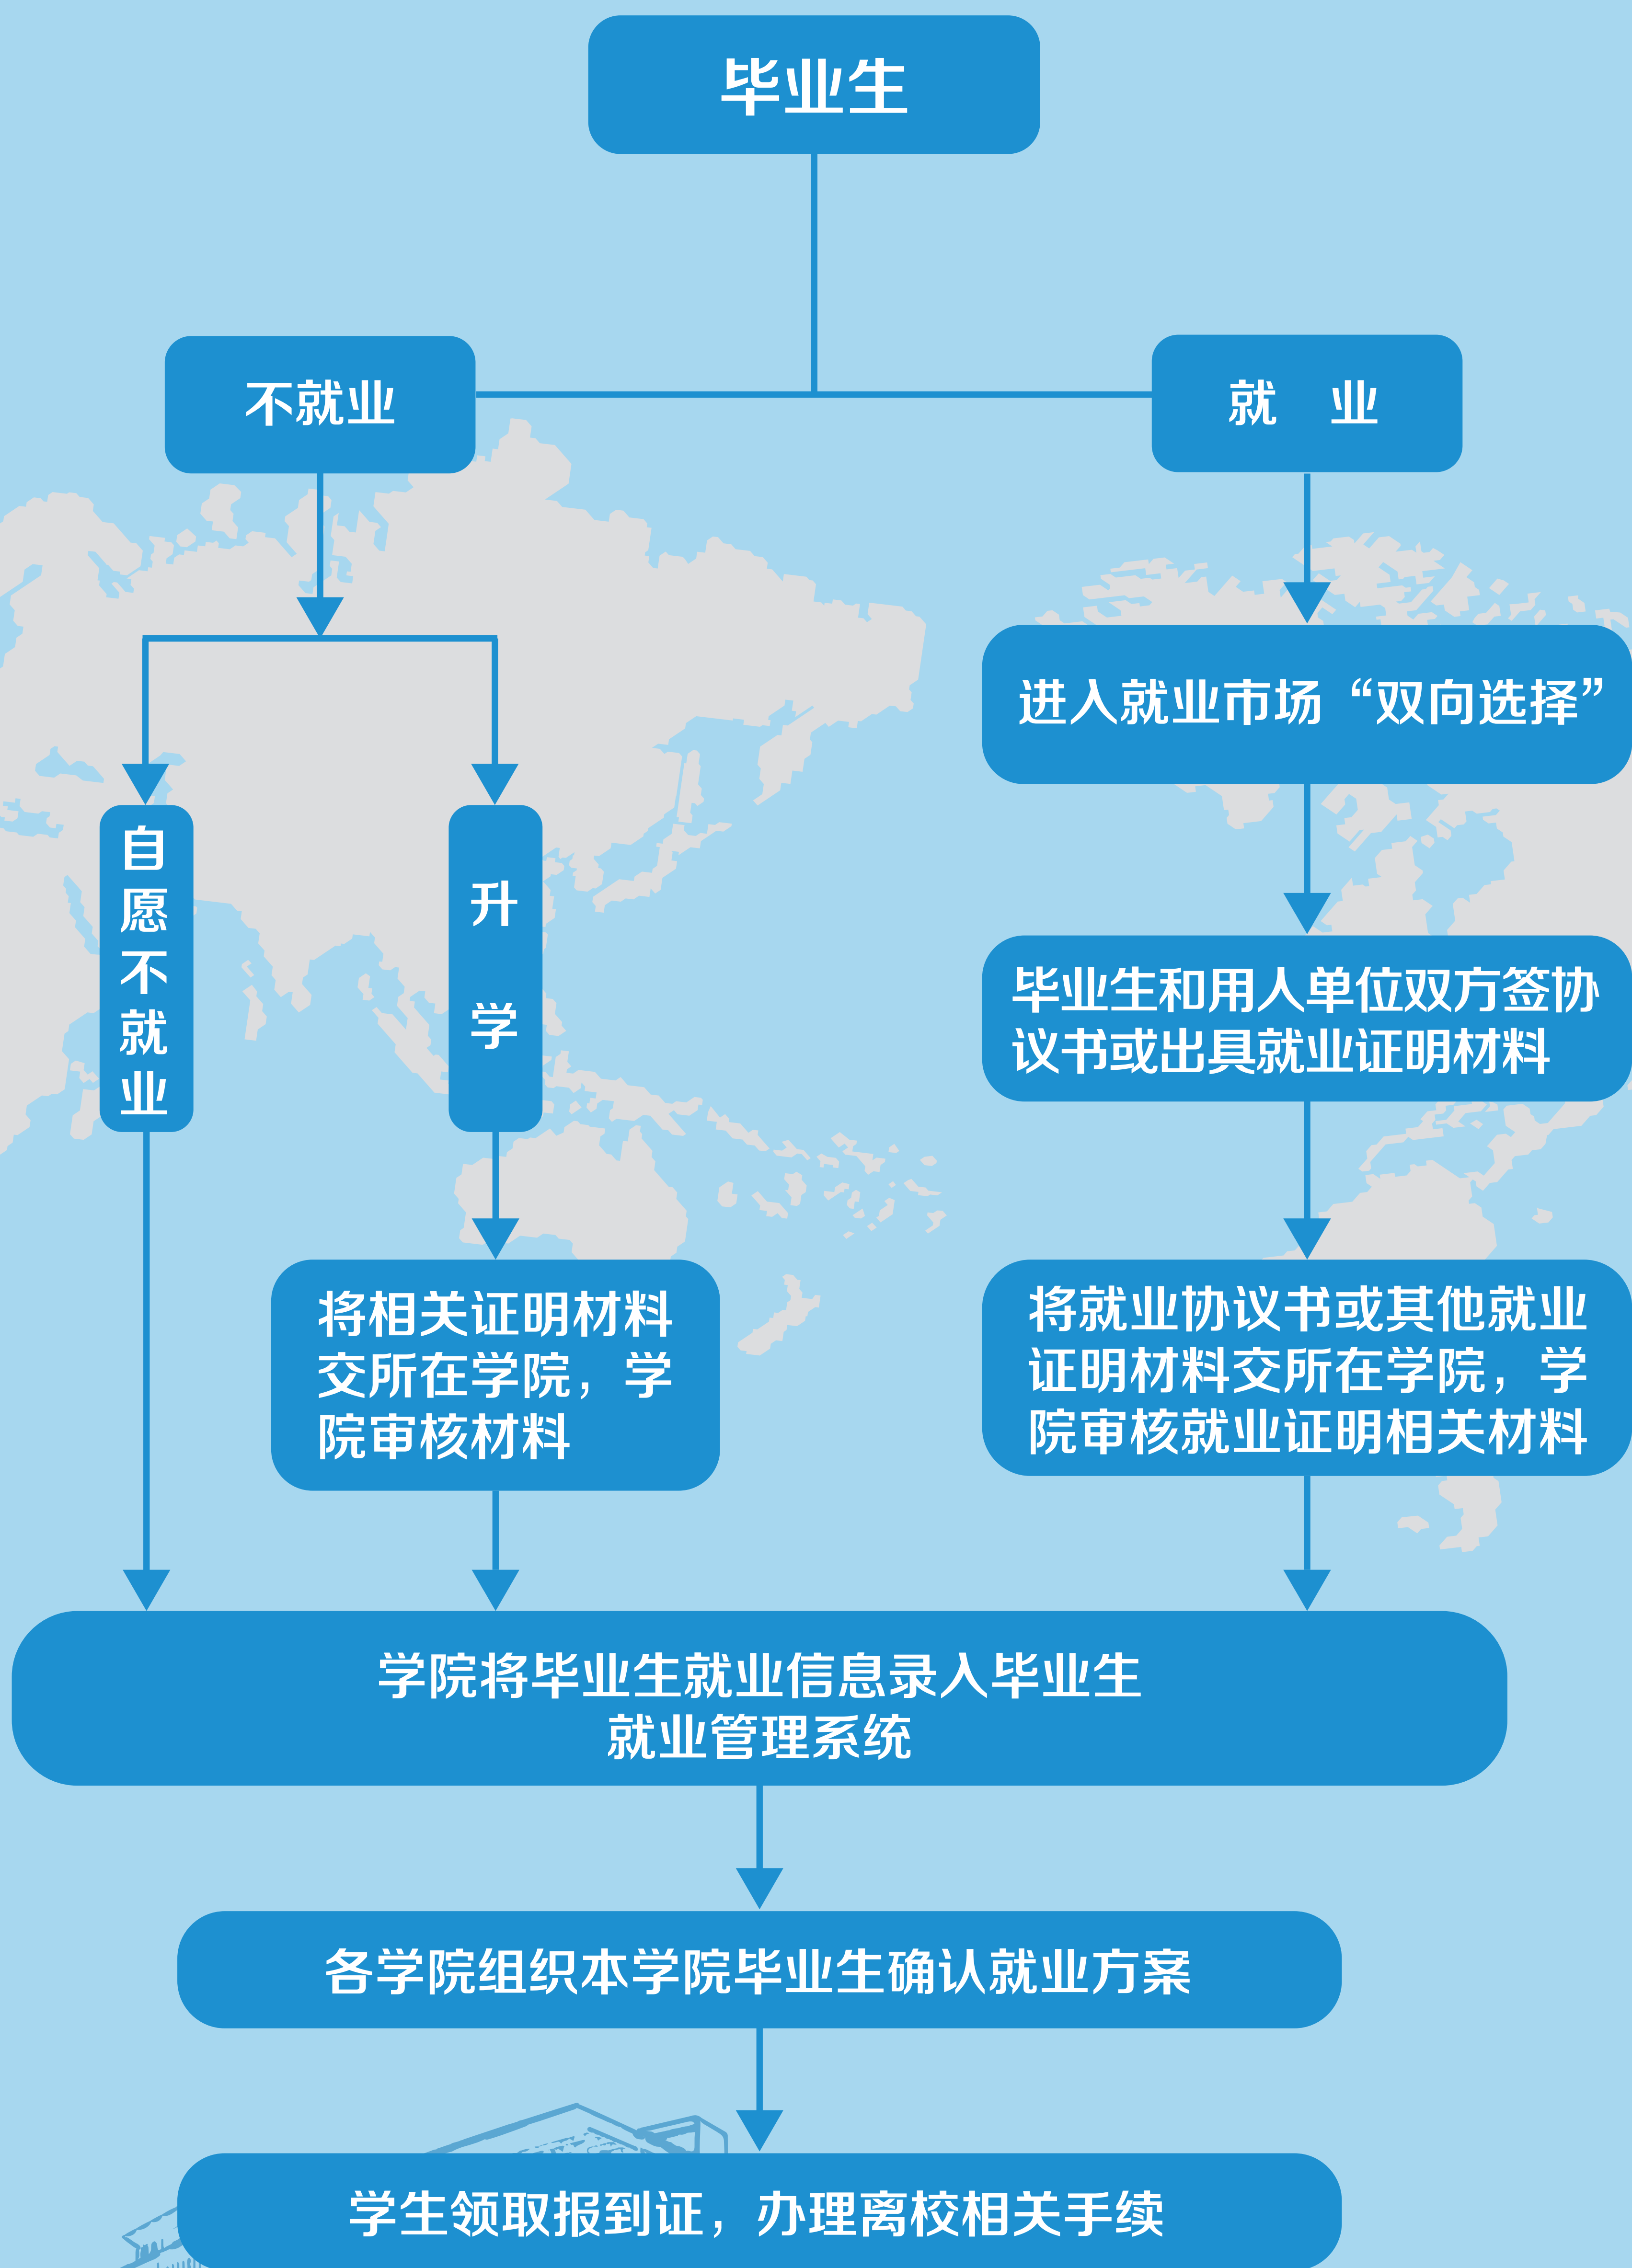 毕业生
不就业
就 业
进入就业市场“双向选择”
自愿不就业
升学
毕业生和用人单位双方签协
议书或出具就业证明材料
将相关证明材料
交所在学院，学
院审核材料
将就业协议书或其他就业
证明材料交所在学院，学
院审核就业证明相关材料
学院将毕业生就业信息录入毕业生
就业管理系统
各学院组织本学院毕业生确认就业方案
学生领取报到证，办理离校相关手续